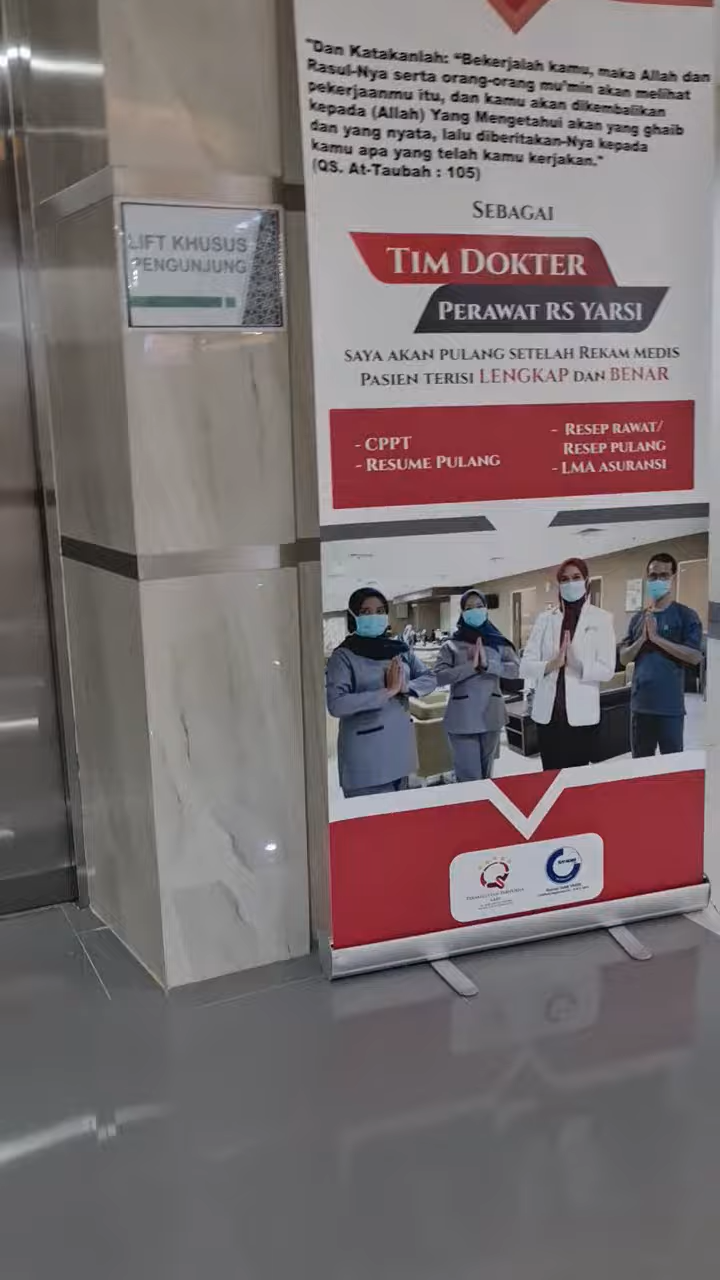 "Dan Katakanlah: “Bekerjalah kamu, maka Allah dan
Rasul-Nya serta orang-orang mu'min akan melihat
pekerjaanmu itu, dan kamu akan dikembalikan
kepada (Allah) Yang Mengetahui akan yang ghaib
dan yang nyata, lalu diberitakan-Nya kepada
kamu apa yang telah kamu kerjakan."
(QS. At-Taubah : 105)
LIFT KHUSUS
PENGUNJUNG
SEBAGAI
TIM DOKTER
PERAWAT RS YARSI
SAYA AKAN PULANG SETELAH REKAM MEDIS
PASIEN TERISI LENGKAP DAN BENAR
- CPPT
- RESUME PULANG
- RESEP RAWAT/
RESEP PULANG
- LMA ASURANSI